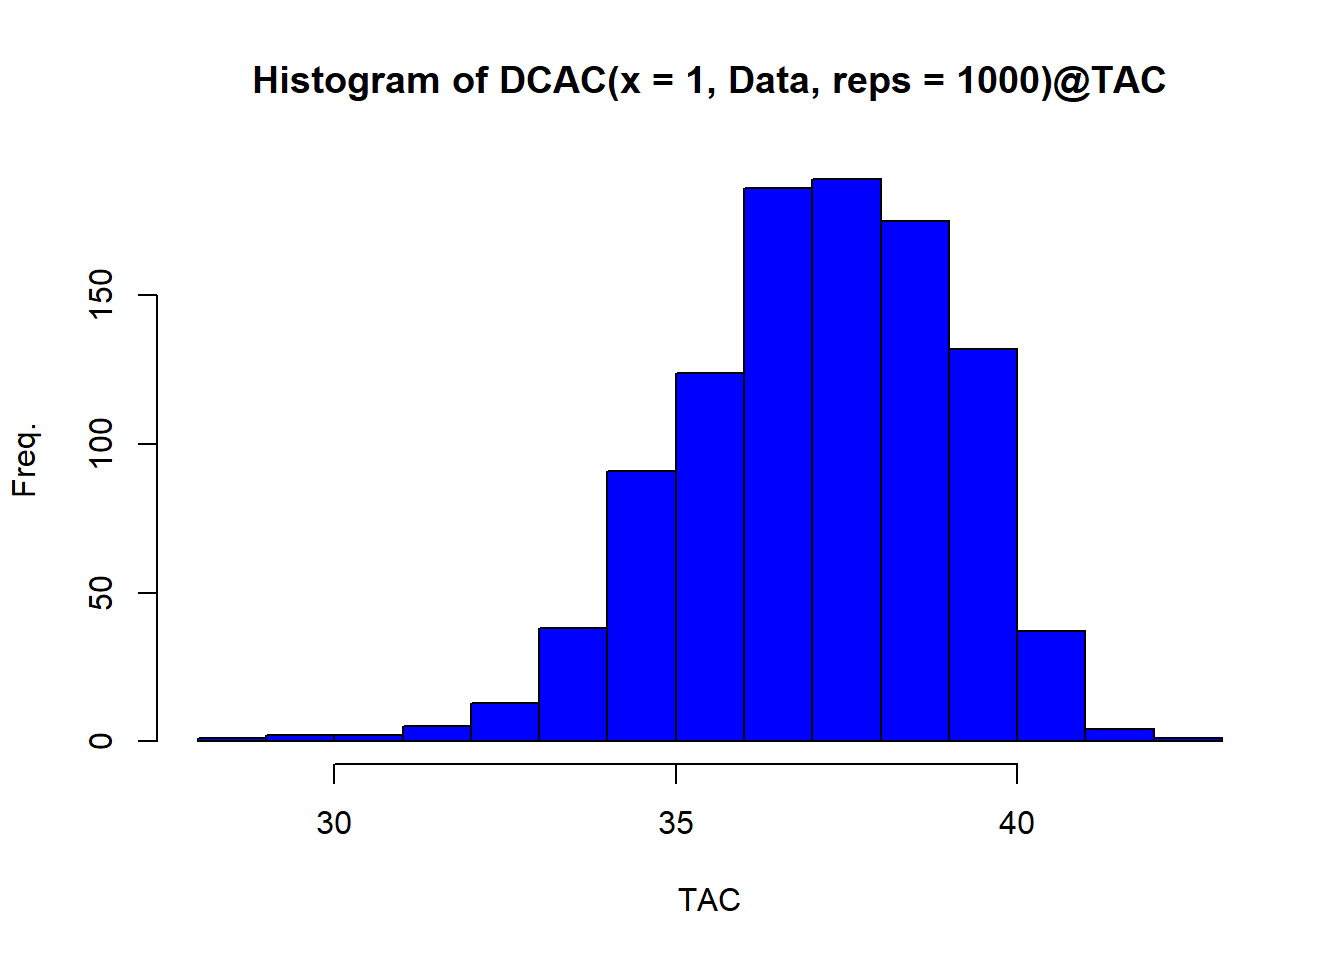 Histogram of DCAC(x = 1, Data, reps = 1000)@TAC
Freq.
150
100
50
0
30 35 40
TAC